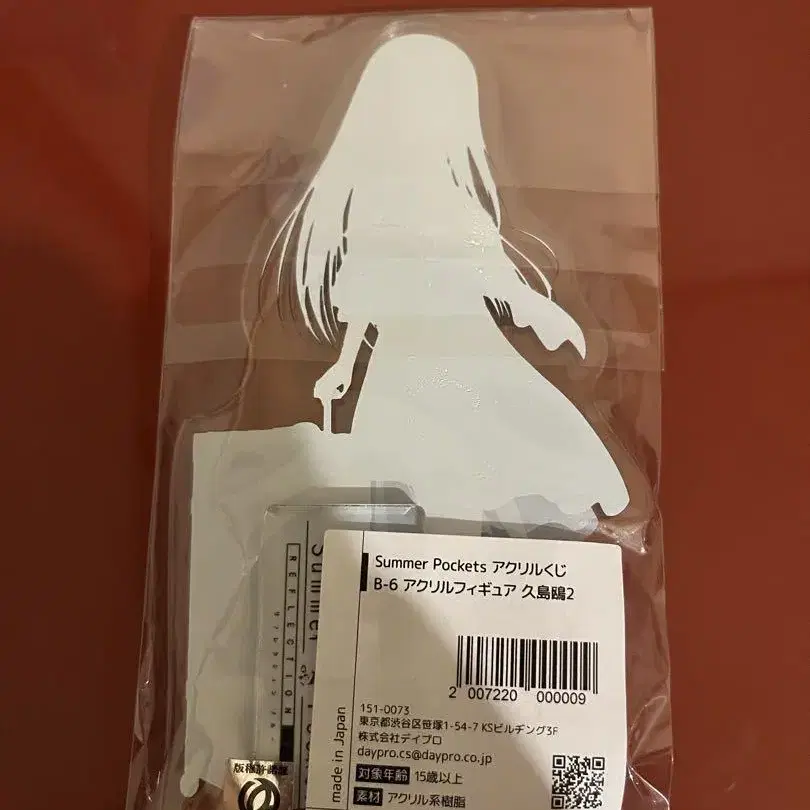 Summer Pockets アクリルくじ
B-6 アクリルフィギュア 久島鴎2
2 007220 000009
151-0073
東京都渋谷区笹塚1-54-7 KSビルヂング3F
株式会社デイプロ
daypro.cs@daypro.co.jp
対象年齢 15歳以上
素材 アクリル系樹脂
made in Japan
Summer
REFLECTION
版権許諾証